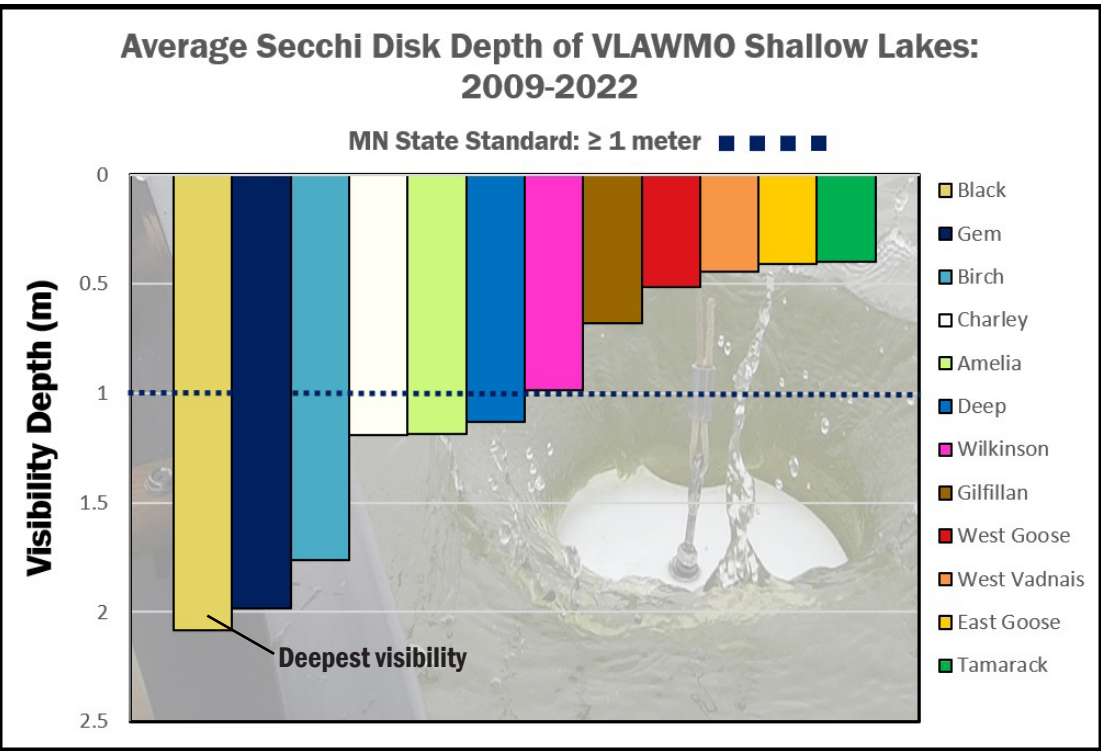 Average Secchi Disk Depth of VLAWMO Shallow Lakes:
2009-2022
MN State Standard: ≥ 1 meter
Visibility Depth (m)
0
0.5
1
1.5
2
2.5
Deepest visibility
Black
Gem
Birch
Charley
Amelia
Deep
Wilkinson
Gilfillan
West Goose
West Vadnais
East Goose
Tamarack